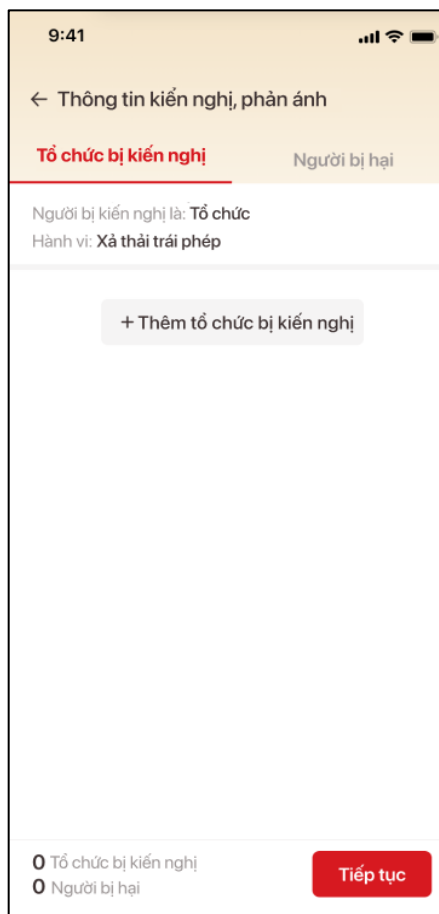 9:41
← Thông tin kiến nghị, phản ánh
Tổ chức bị kiến nghị Người bị hại
Người bị kiến nghị là: Tổ chức
Hành vi: Xả thải trái phép
+ Thêm tổ chức bị kiến nghị
0 Tổ chức bị kiến nghị
0 Người bị hại
Tiếp tục